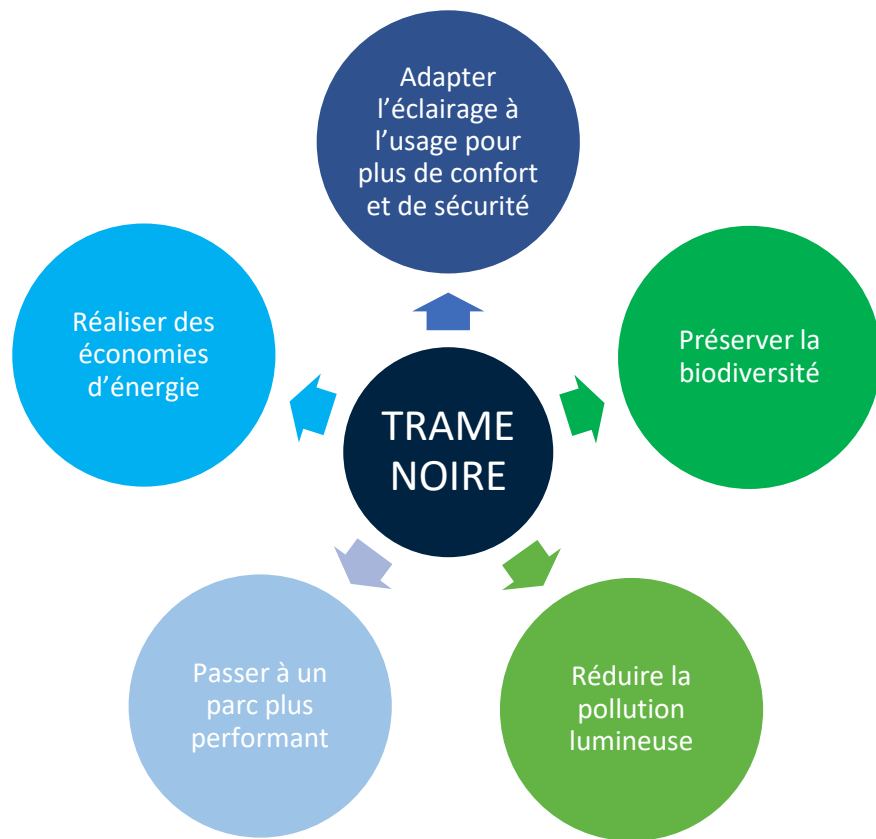 Adapter
l’éclairage à
l’usage pour
plus de confort
et de sécurité
Réaliser des
économies
d’énergie
Préserver la
biodiversité
TRAME
NOIRE
Passer à un
parc plus
performant
Réduire la
pollution
lumineuse